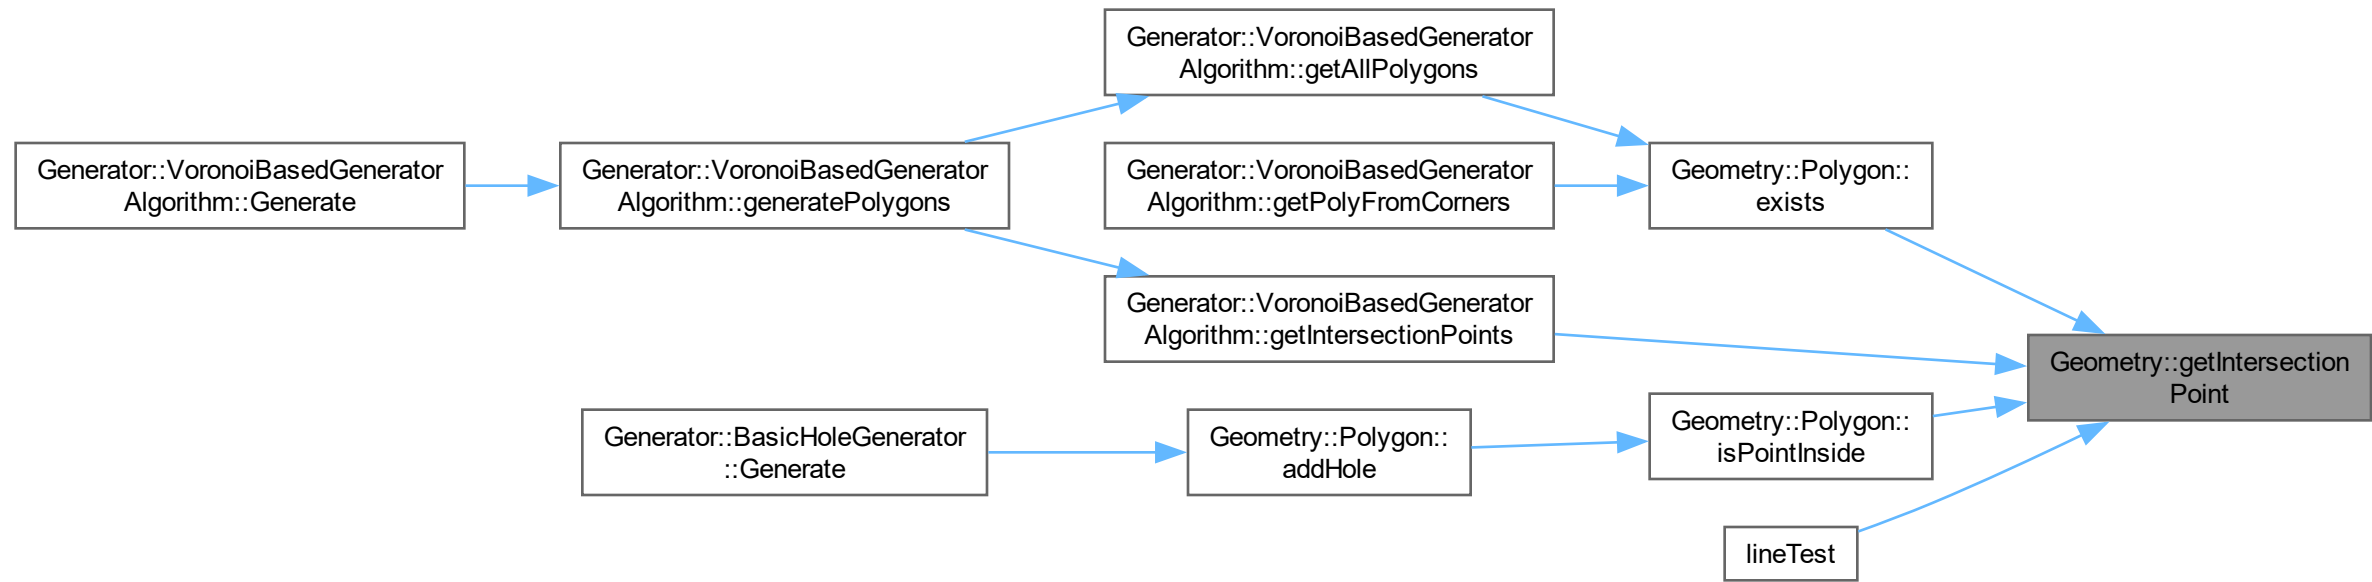 Generator::VoronoiBasedGenerator
Algorithm::Generate
Generator::VoronoiBasedGenerator
Algorithm::generatePolygons
Generator::VoronoiBasedGenerator
Algorithm::getAllPolygons
Generator::VoronoiBasedGenerator
Algorithm::getPolyFromCorners
Generator::VoronoiBasedGenerator
Algorithm::getIntersectionPoints
Geometry::Polygon::
exists
Geometry::getIntersection
Point
Generator::BasicHoleGenerator
::Generate
Geometry::Polygon::
addHole
Geometry::Polygon::
isPointInside
lineTest